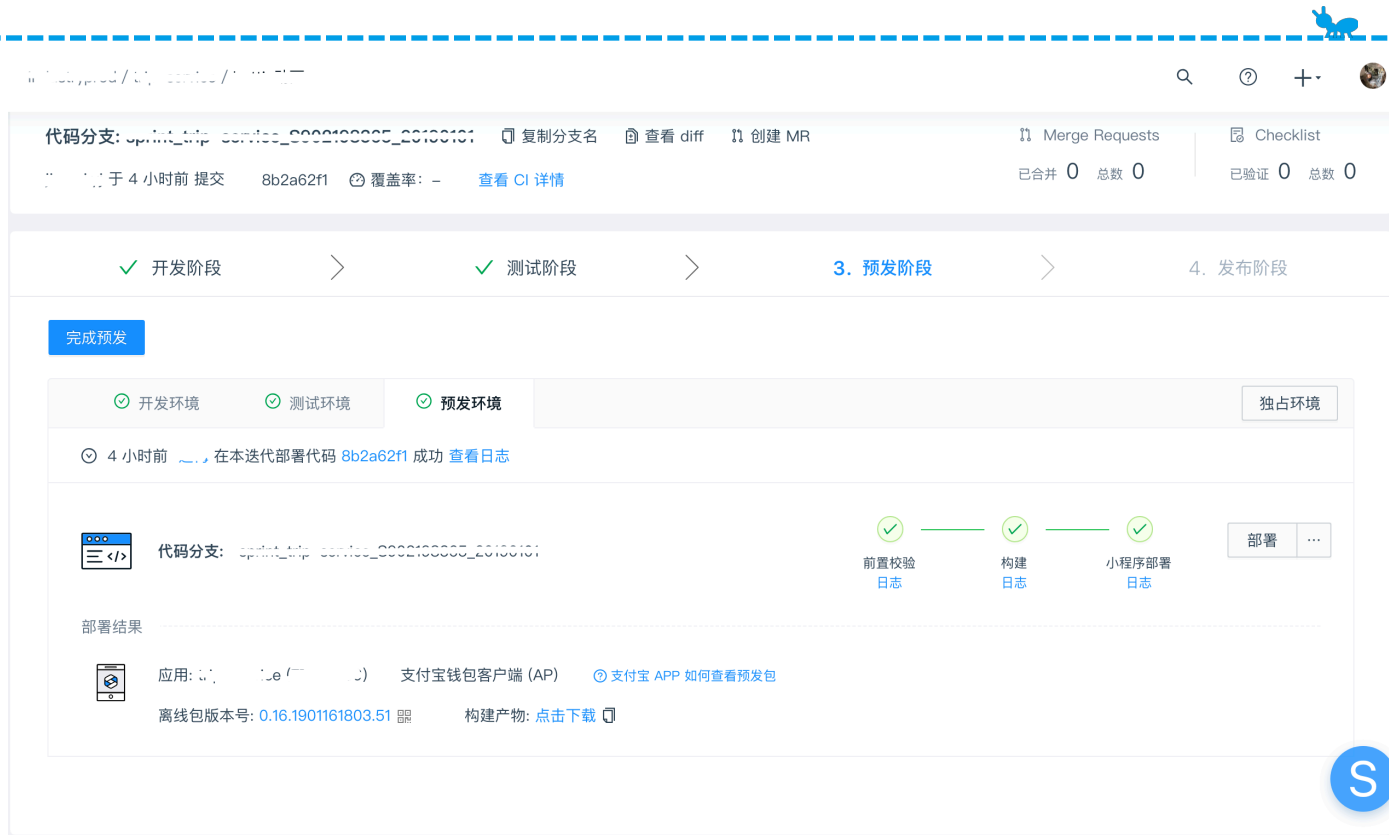 代码分支: 复制分支名 查看 diff 创建 MR
Merge Requests
Checklist
于 4 小时前 提交 8b2a62f1 覆盖率: – 查看 CI 详情
已合并 0 总数 0
已验证 0 总数 0
开发阶段 测试阶段 3. 预发阶段 4. 发布阶段
完成预发
开发环境 测试环境 预发环境 独占环境
4 小时前 在本迭代部署代码 8b2a62f1 成功 查看日志
代码分支:
前置校验 构建 小程序部署
日志 日志 日志
部署 ···
部署结果
应用: 支付宝钱包客户端 (AP) 支付宝 APP 如何查看预发包
离线包版本号: 0.16.1901161803.51 构建产物: 点击下载
S